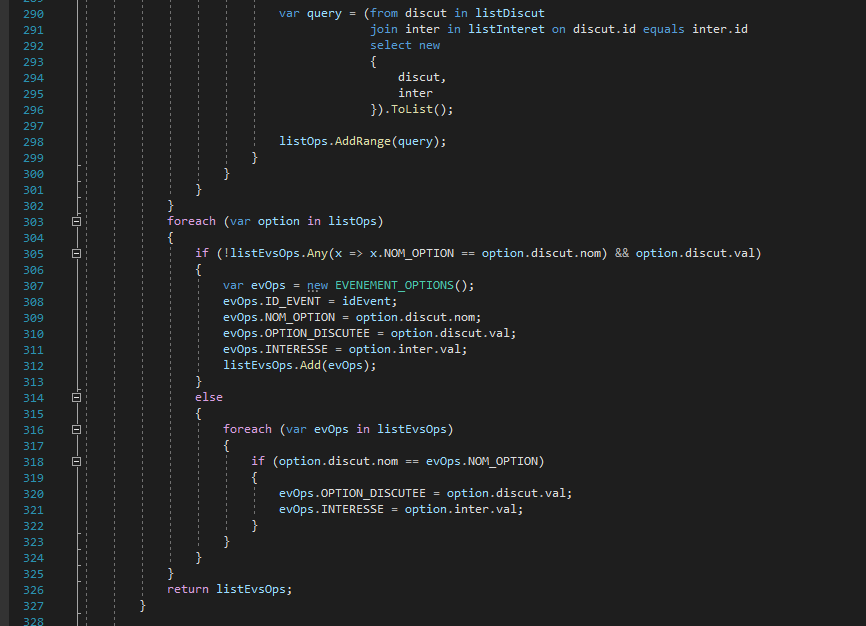 290 var query = (from discut in listDiscut
291 join inter in listInteret on discut.id equals inter.id
292 select new
293 {
294 discut,
295 inter
296 }).ToList();
297
298 listOps.AddRange(query);
299 }
300 }
301 }
302 }
303 foreach (var option in listOps)
304 {
305 if (!listEvsOps.Any(x => x.NOM_OPTION == option.discut.nom) && option.discut.val)
306 {
307 var evOps = new EVENEMENT_OPTIONS();
308 evOps.ID_EVENT = idEvent;
309 evOps.NOM_OPTION = option.discut.nom;
310 evOps.OPTION_DISCUTEE = option.discut.val;
311 evOps.INTERESSE = option.inter.val;
312 listEvsOps.Add(evOps);
313 }
314 else
315 {
316 foreach (var evOps in listEvsOps)
317 {
318 if (option.discut.nom == evOps.NOM_OPTION)
319 {
320 evOps.OPTION_DISCUTEE = option.discut.val;
321 evOps.INTERESSE = option.inter.val;
322 }
323 }
324 }
325 }
326 return listEvsOps;
327 }
328